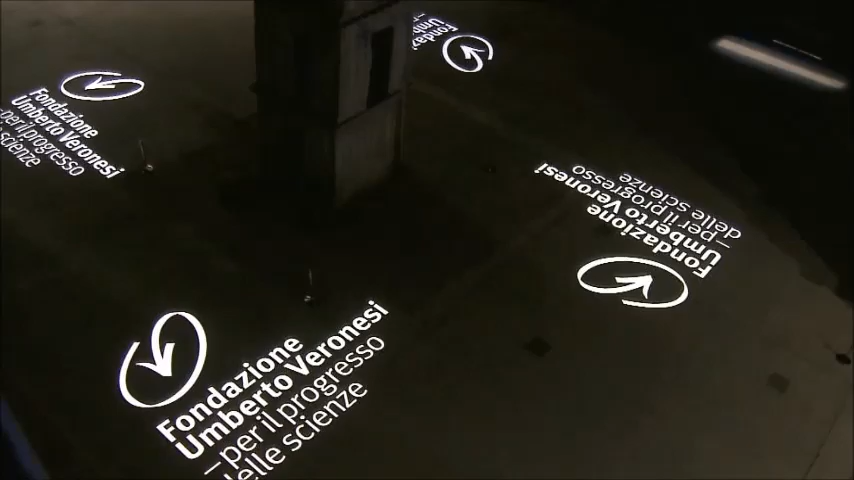 Fondazione
Umberto Veronesi
–per il progresso
delle scienze
Fondazione
Umberto Veronesi
–per il progresso
delle scienze
Fondazione
Umberto Veronesi
–per il progresso
scienze